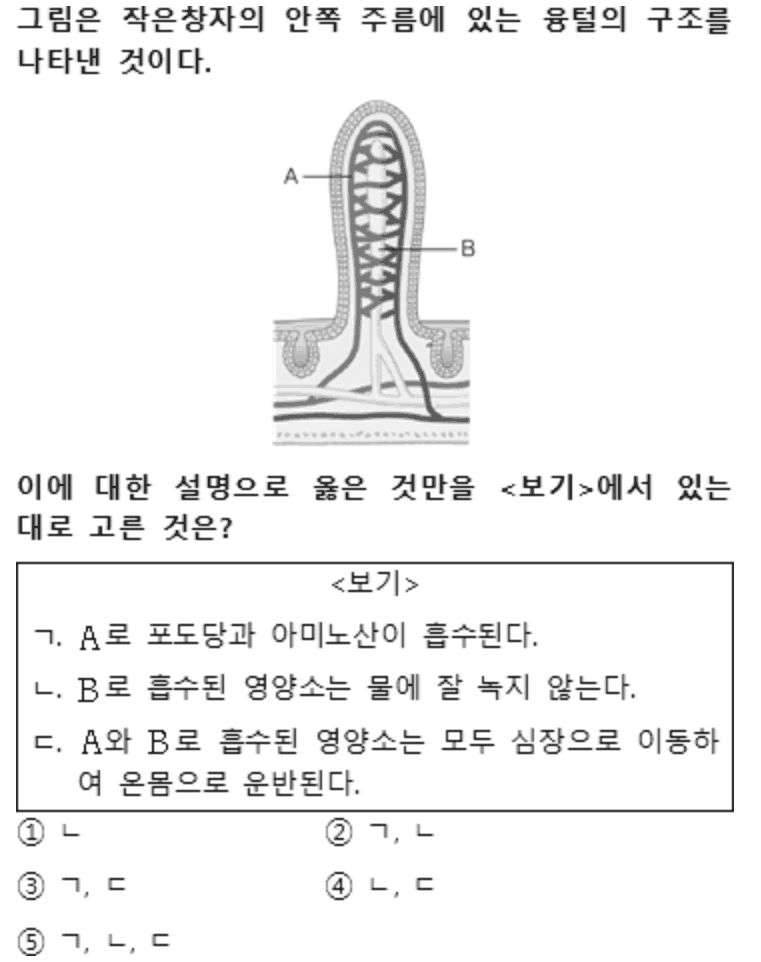 그림은 작은창자의 안쪽 주름에 있는 융털의 구조를
나타낸 것이다.
A
B
이에 대한 설명으로 옳은 것만을 <보기>에서 있는
대로 고른 것은?
<보기>
ㄱ. A로 포도당과 아미노산이 흡수된다.
ㄴ. B로 흡수된 영양소는 물에 잘 녹지 않는다.
ㄷ. A와 B로 흡수된 영양소는 모두 심장으로 이동하
여 온몸으로 운반된다.
① ㄴ ② ㄱ, ㄴ
③ ㄱ, ㄷ ④ ㄴ, ㄷ
⑤ ㄱ, ㄴ, ㄷ